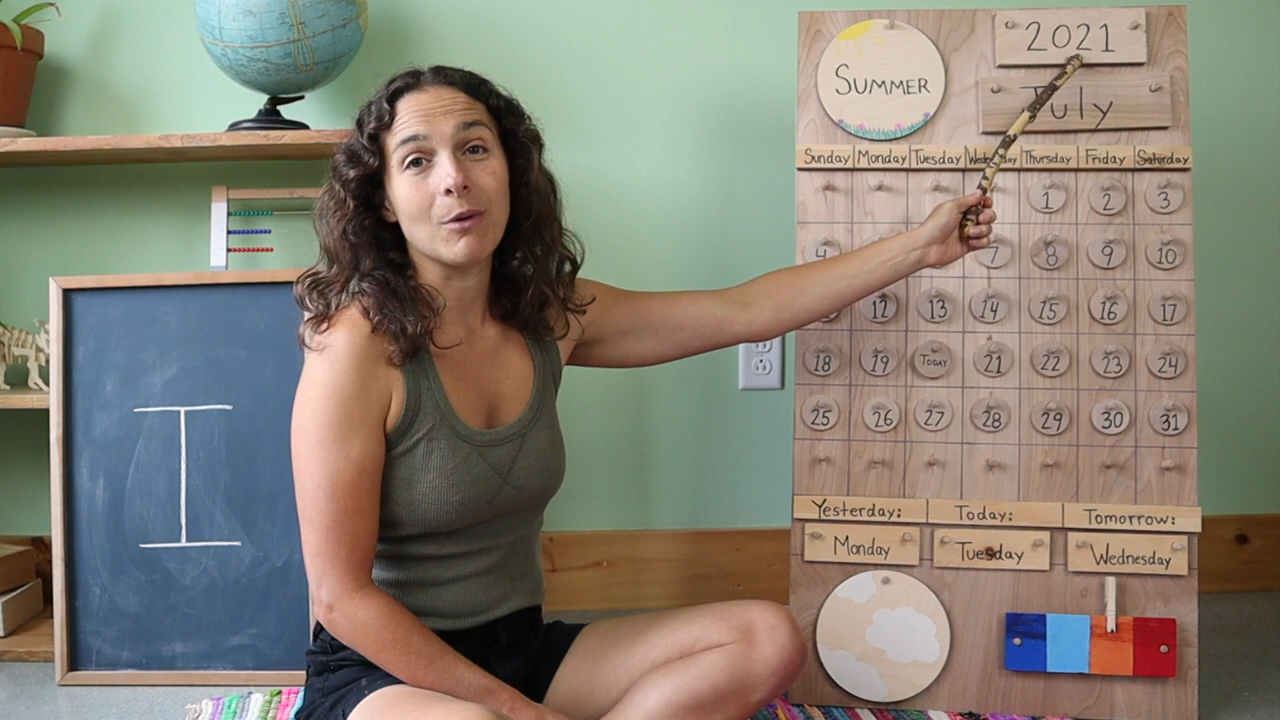 2021
SUMMER
July
Sunday Monday Tuesday Wednesday Thursday Friday Saturday
1 2 3
4 7 8 9 10
12 13 14 15 16 17
18 19 TODAY 21 22 23 24
25 26 27 28 29 30 31
I
Yesterday: Today: Tomorrow:
Monday Tuesday Wednesday